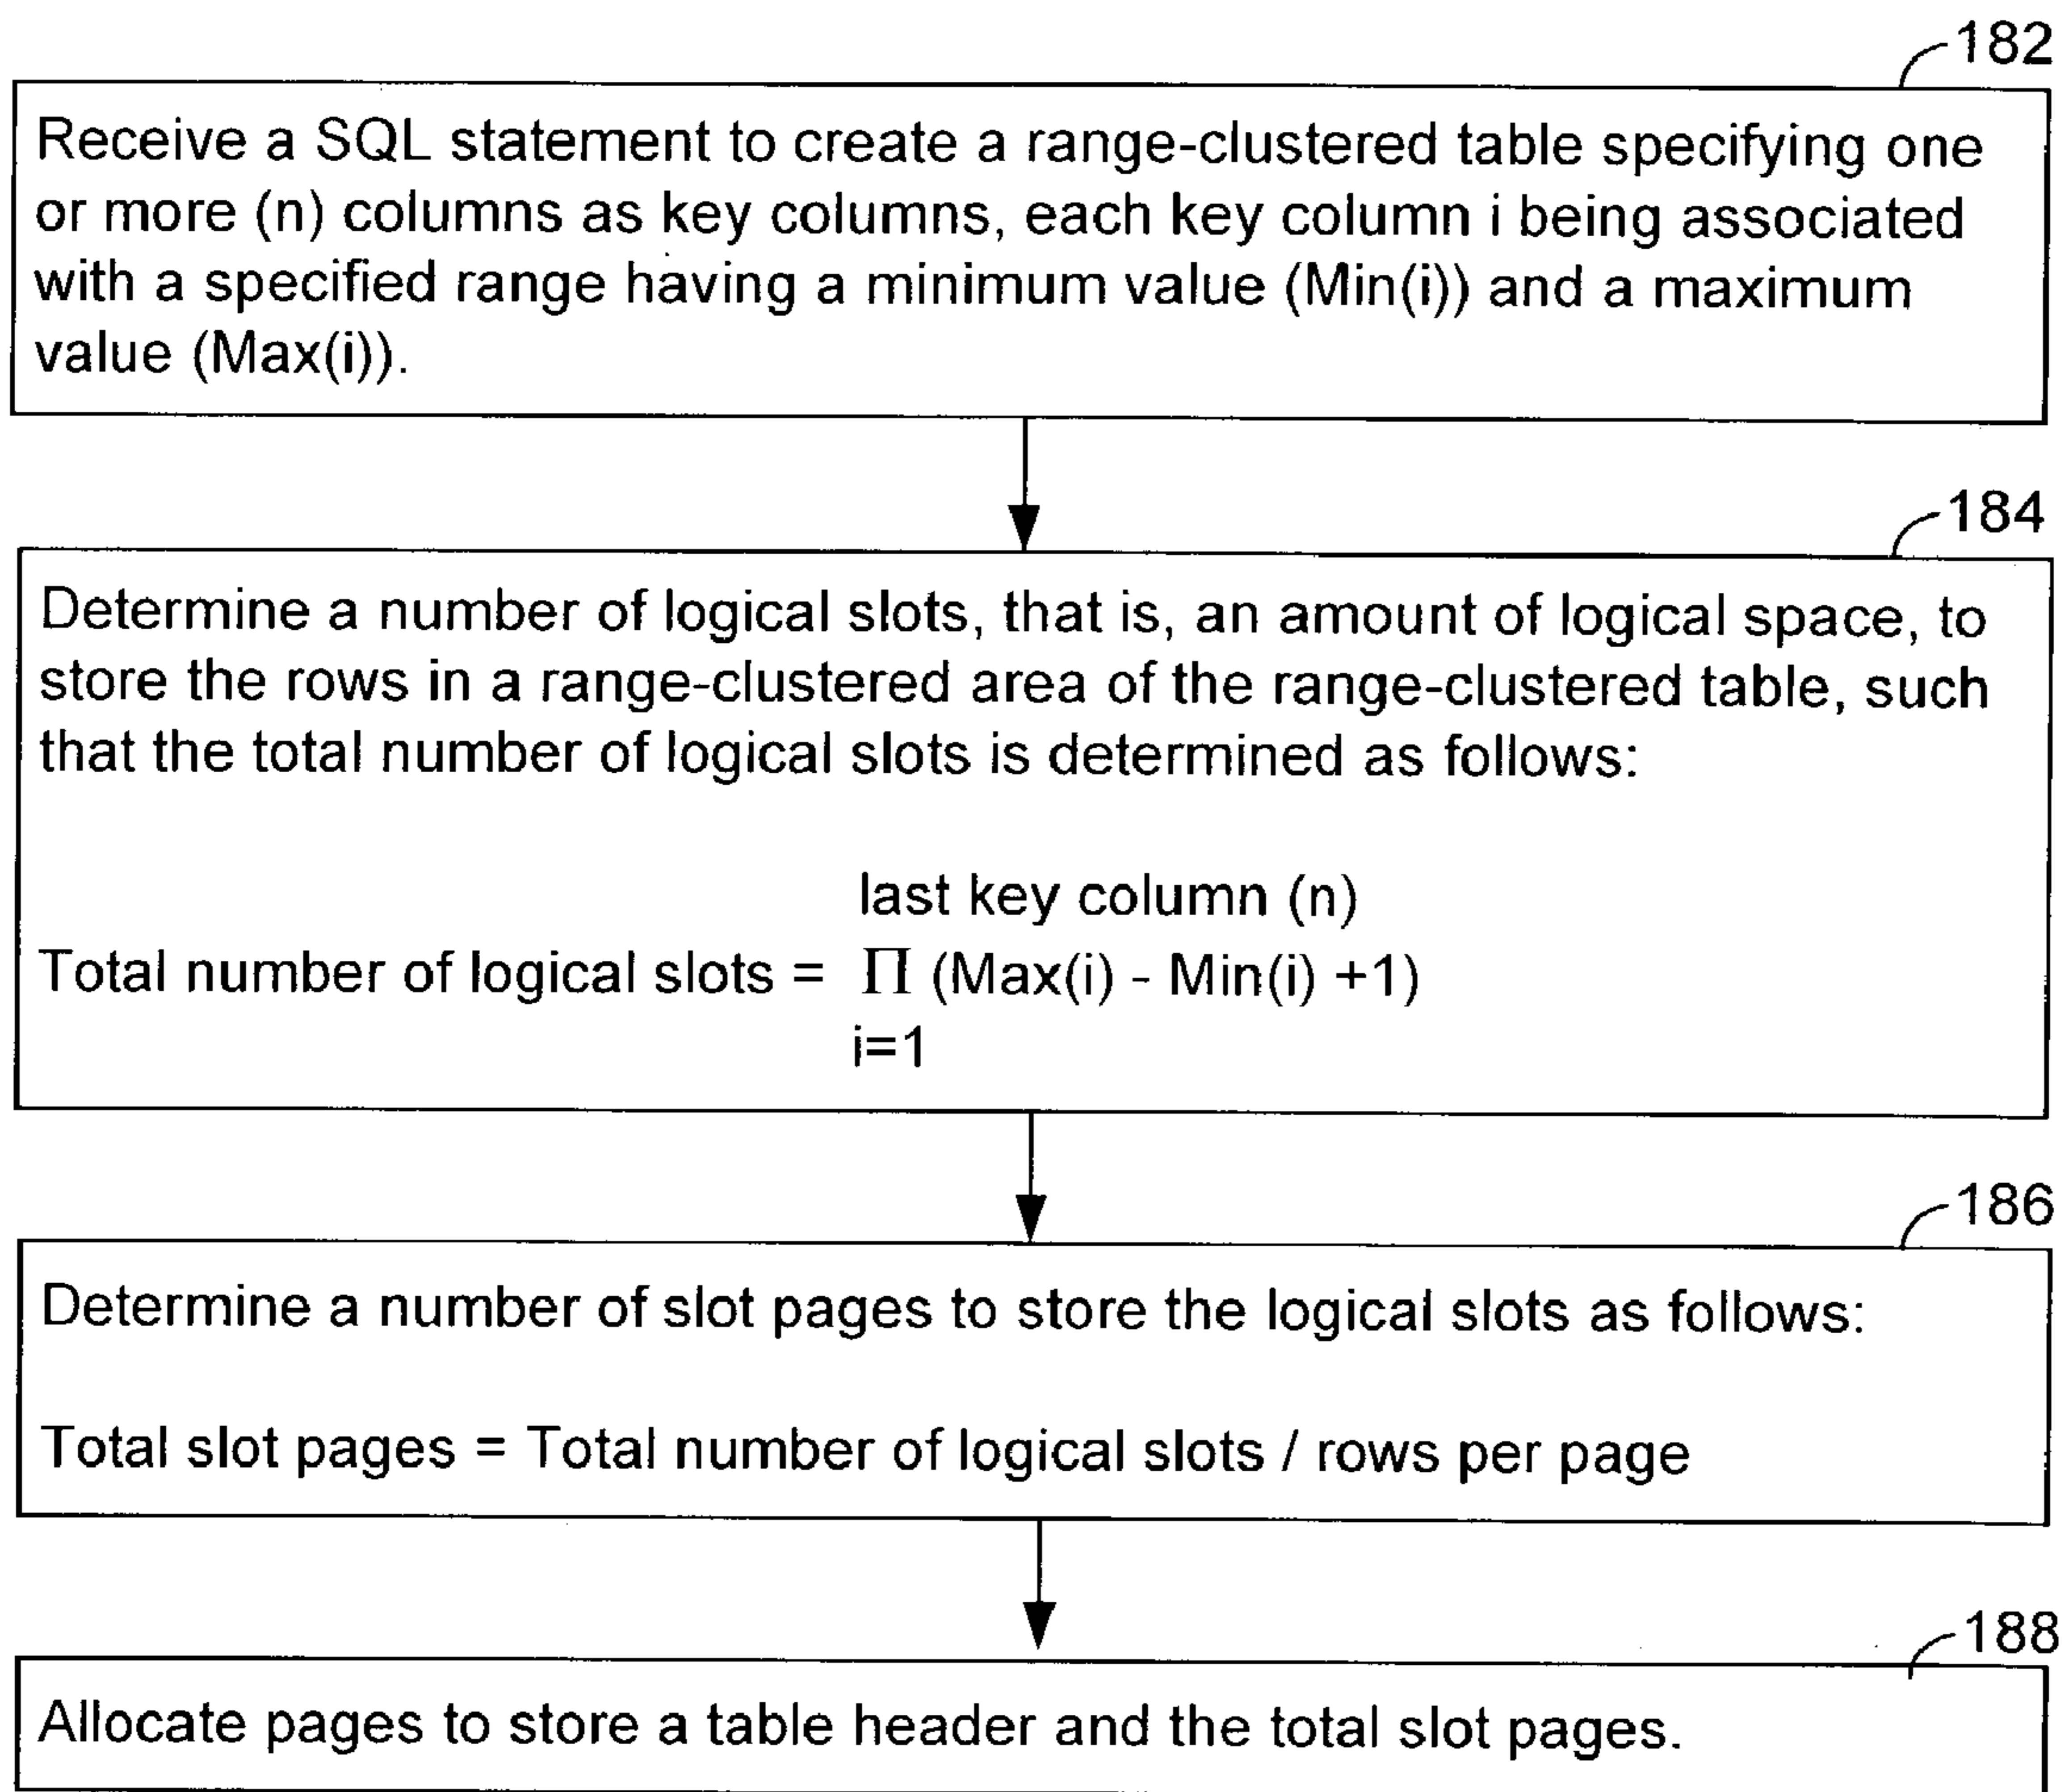 182
Receive a SQL statement to create a range-clustered table specifying one
or more (n) columns as key columns, each key column i being associated
with a specified range having a minimum value (Min(i)) and a maximum
value (Max(i)).
184
Determine a number of logical slots, that is, an amount of logical space, to
store the rows in a range-clustered area of the range-clustered table, such
that the total number of logical slots is determined as follows:
last key column (n)
Total number of logical slots = Π (Max(i) - Min(i) +1)
i=1
186
Determine a number of slot pages to store the logical slots as follows:
Total slot pages = Total number of logical slots / rows per page
188
Allocate pages to store a table header and the total slot pages.